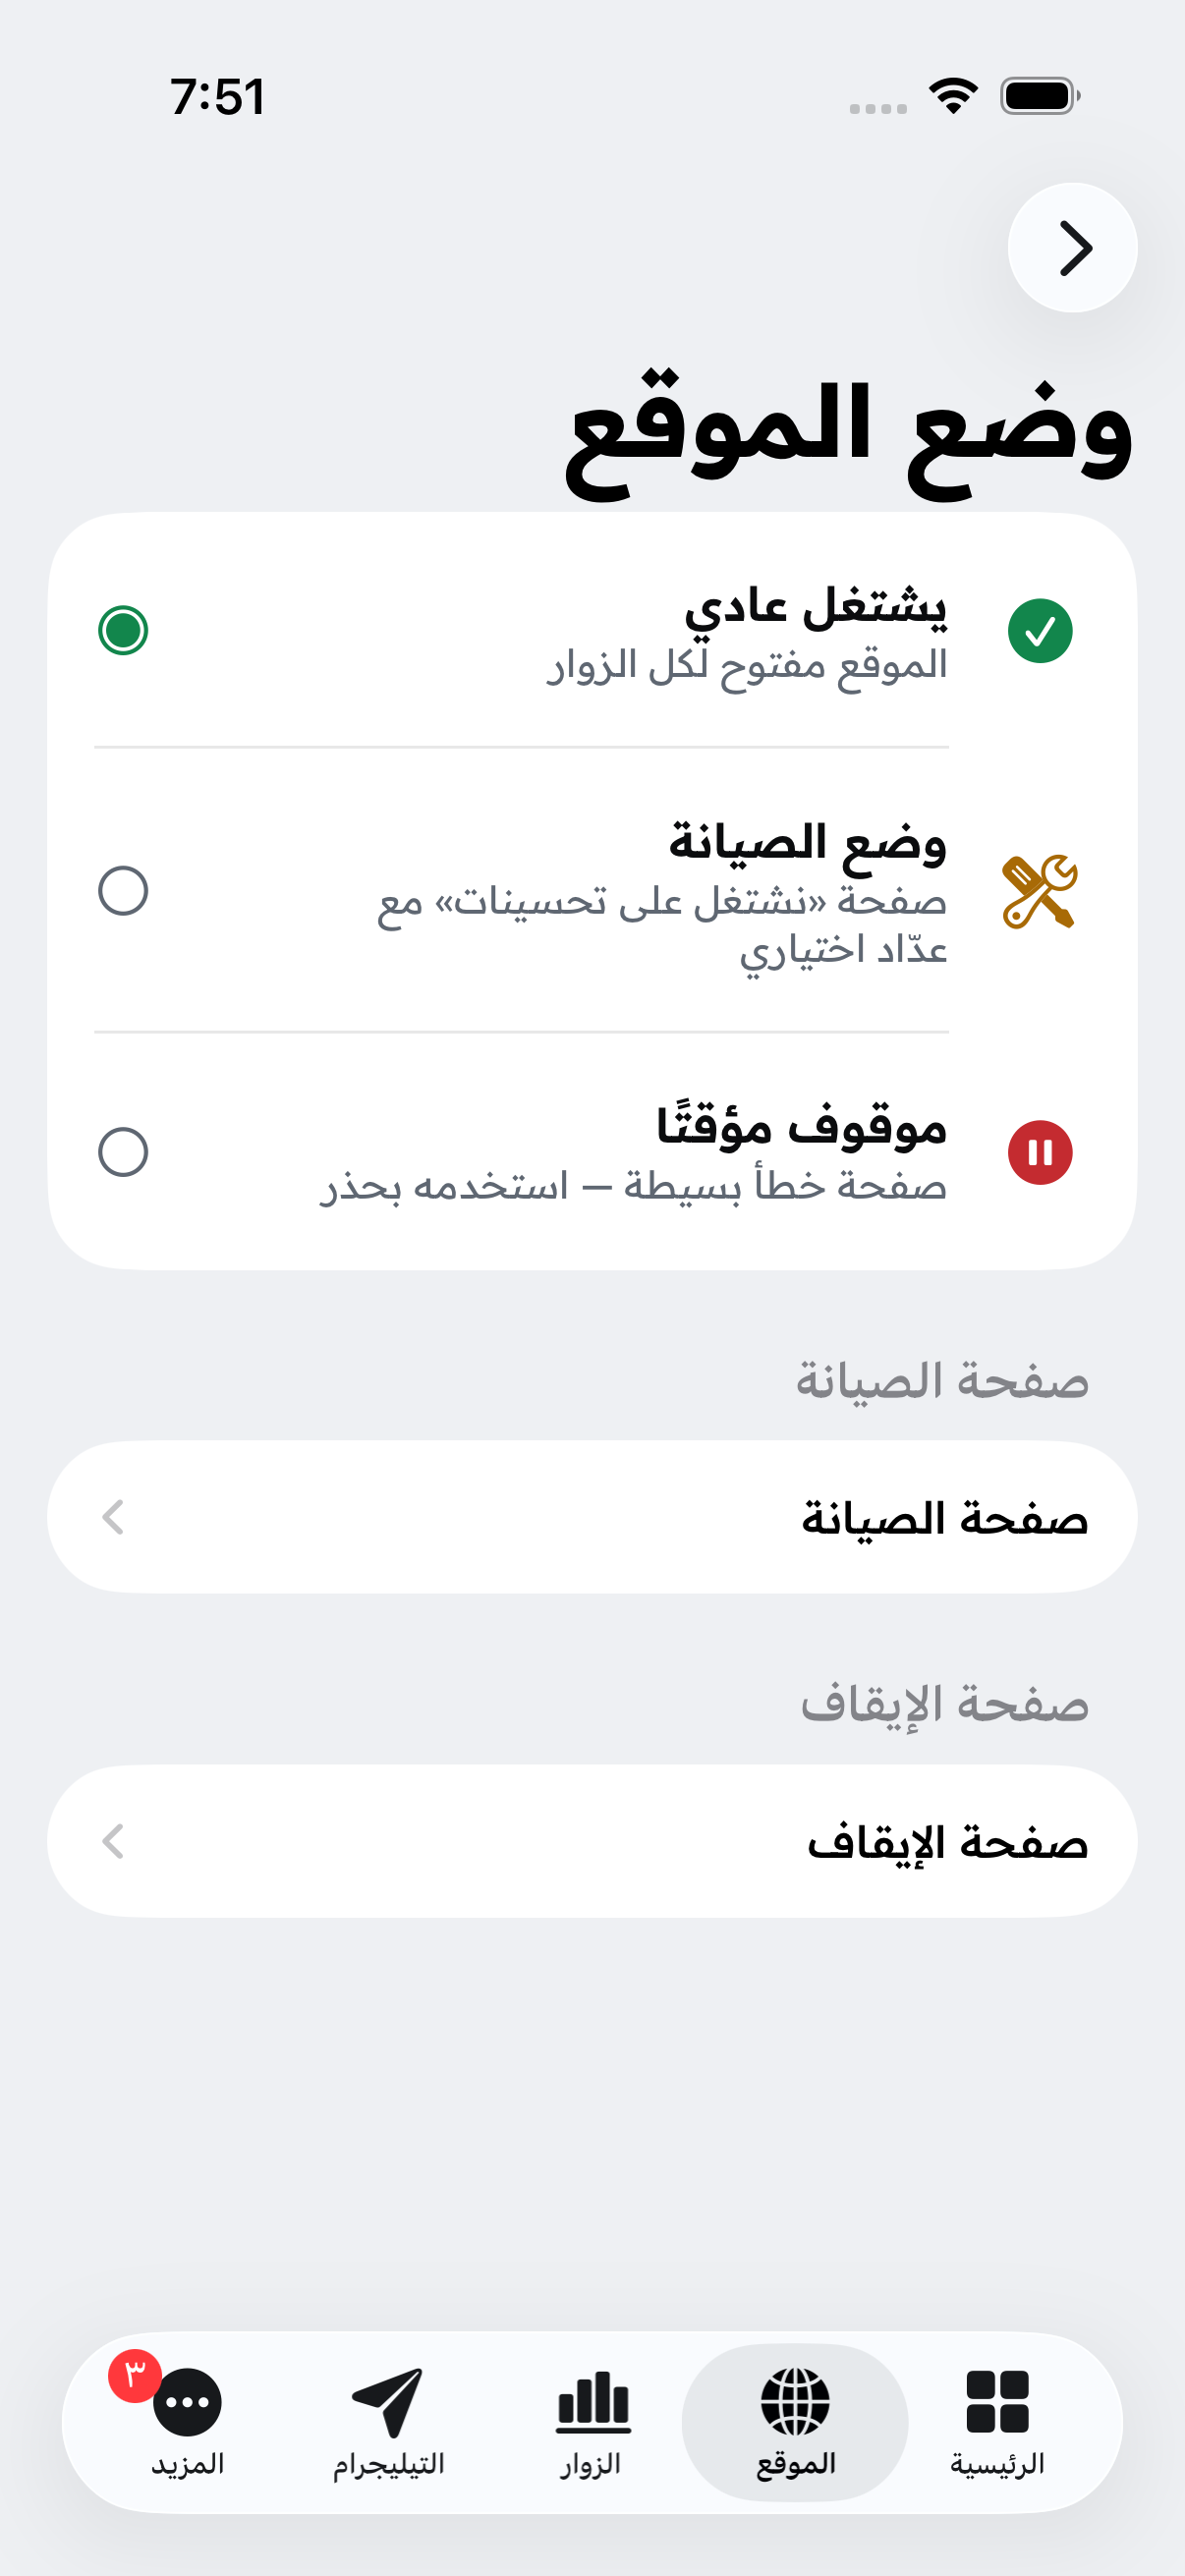 7:51
وضع الموقع
يشتغل عادي
الموقع مفتوح لكل الزوار
وضع الصيانة
صفحة «نشتغل على تحسينات» مع
عدّاد اختياري
موقوف مؤقتًا
صفحة خطأ بسيطة — استخدمه بحذر
صفحة الصيانة
صفحة الصيانة
صفحة الإيقاف
صفحة الإيقاف
الرئيسية
الموقع
الزوار
التيليجرام
٣
المزيد